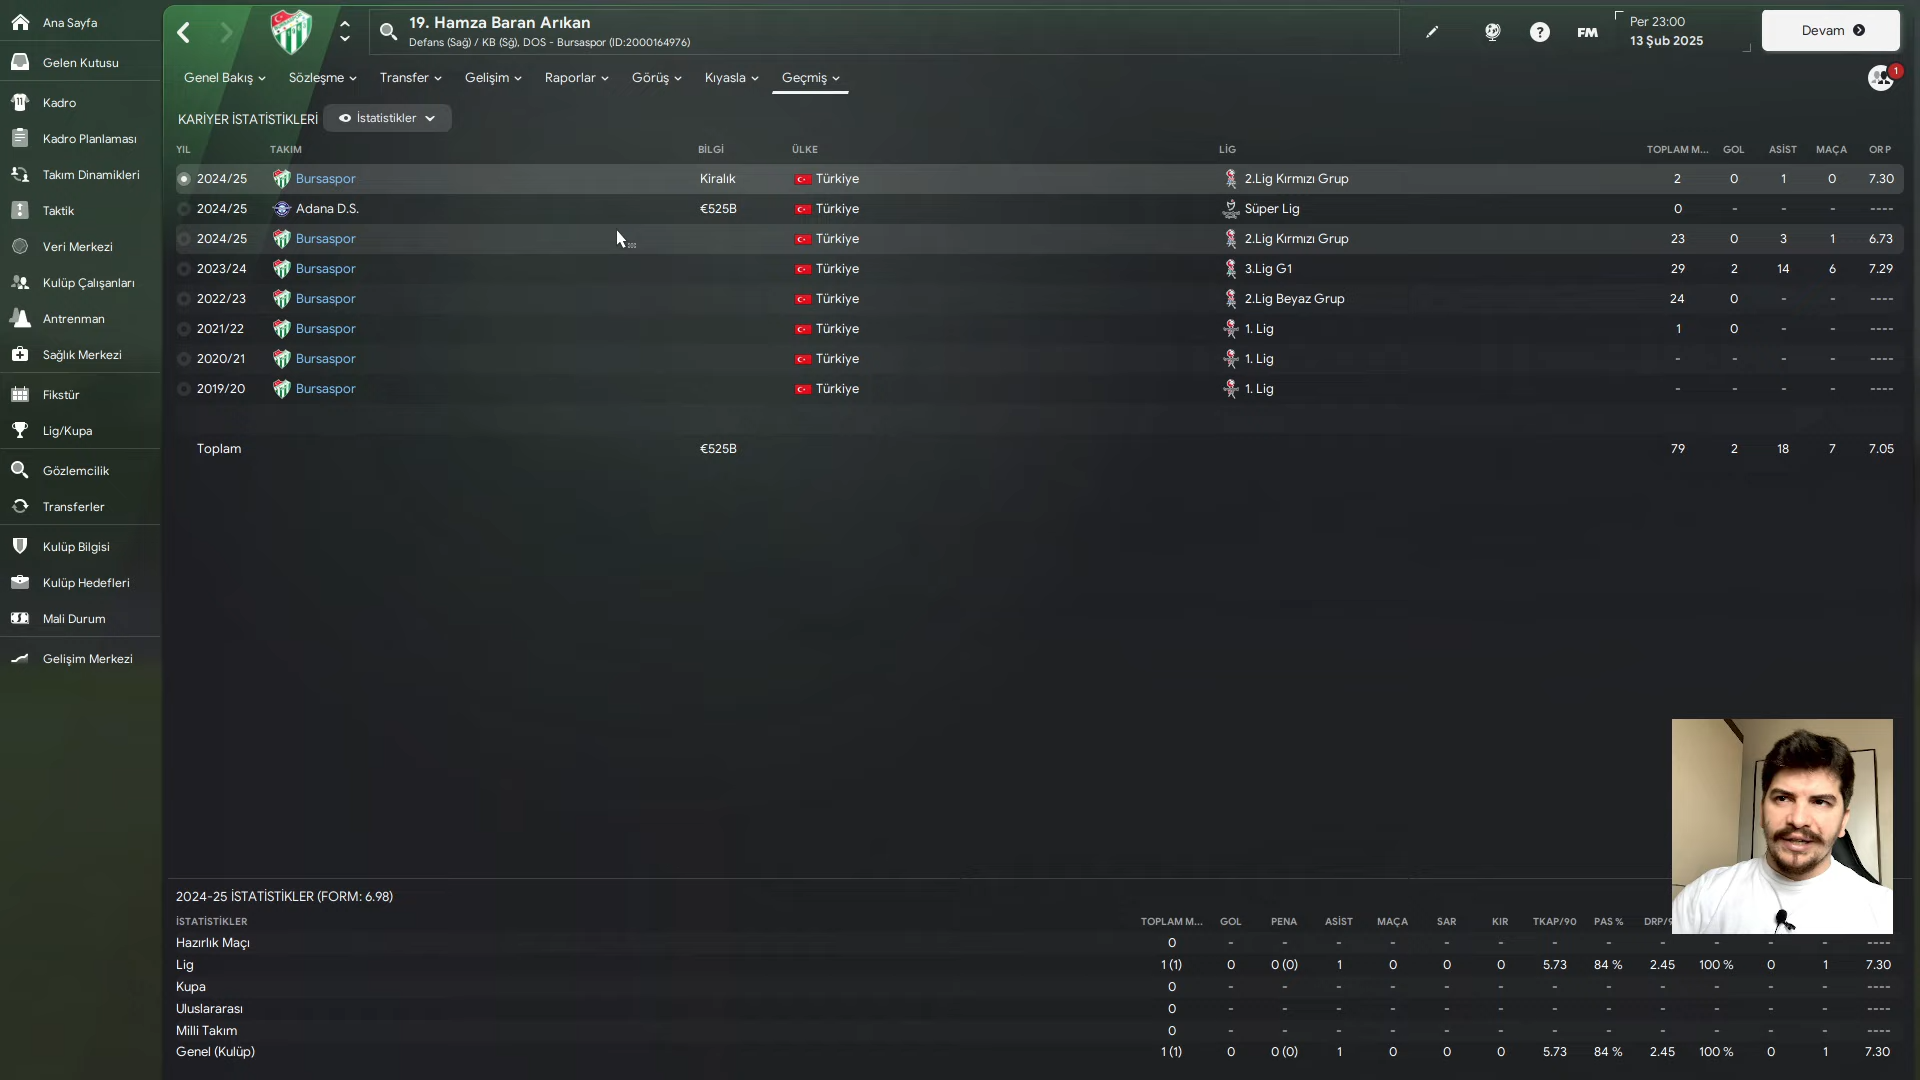 Ana Sayfa
Gelen Kutusu
Kadro
Kadro Planlaması
Takım Dinamikleri
Taktik
Veri Merkezi
Kulüp Çalışanları
Antrenman
Sağlık Merkezi
Fikstür
Lig/Kupa
Gözlemcilik
Transferler
Kulüp Bilgisi
Kulüp Hedefleri
Mali Durum
Gelişim Merkezi
19. Hamza Baran Arıkan
Defans (Sağ) / KB (Sğ), DOS - Bursaspor (ID:2000164976)
FM
Per 23:00
13 Şub 2025
Devam
Genel Bakış Sözleşme Transfer Gelişim Raporlar Görüş Kıyasla Geçmiş
1
KARİYER İSTATİSTİKLERİ İstatistikler
YIL TAKIM BİLGİ ÜLKE LİG TOPLAM M... GOL ASİST MAÇA OR P
2024/25 Bursaspor Kiralık Türkiye 2.Lig Kırmızı Grup 2 0 1 0 7.30
2024/25 Adana D.S. €525B Türkiye Süper Lig 0 - - - ----
2024/25 Bursaspor Türkiye 2.Lig Kırmızı Grup 23 0 3 1 6.73
2023/24 Bursaspor Türkiye 3.Lig G1 29 2 14 6 7.29
2022/23 Bursaspor Türkiye 2.Lig Beyaz Grup 24 0 - - ----
2021/22 Bursaspor Türkiye 1. Lig 1 0 - - ----
2020/21 Bursaspor Türkiye 1. Lig - - - - ----
2019/20 Bursaspor Türkiye 1. Lig - - - - ----
Toplam €525B 79 2 18 7 7.05
2024-25 İSTATİSTİKLER (FORM: 6.98)
İSTATİSTİKLER TOPLAM M... GOL PENA ASİST MAÇA SAR KIR TKAP/90 PAS % DRP/9
Hazırlık Maçı 0 - - - - - - - - - - - - ----
Lig 1 (1) 0 0 (0) 1 0 0 0 5.73 84 % 2.45 100 % 0 1 7.30
Kupa 0 - - - - - - - - - - - - ----
Uluslararası 0 - - - - - - - - - - - - ----
Milli Takım 0 - - - - - - - - - - - - ----
Genel (Kulüp) 1 (1) 0 0 (0) 1 0 0 0 5.73 84 % 2.45 100 % 0 1 7.30